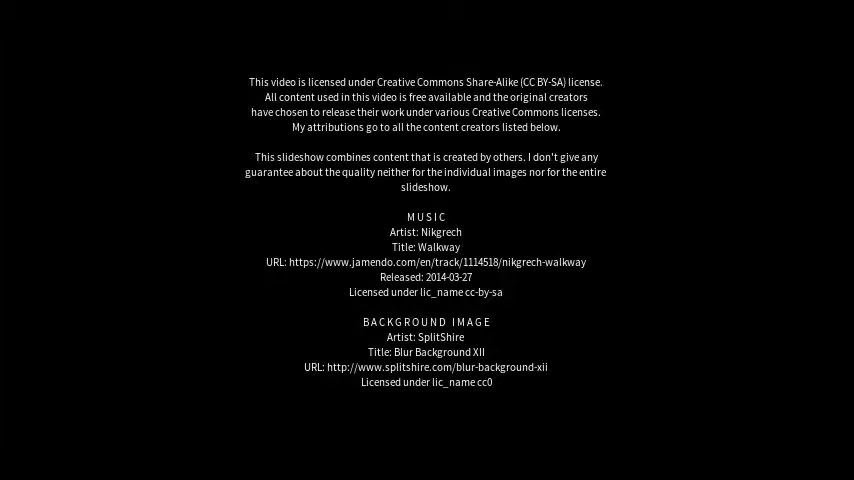 This video is licensed under Creative Commons Share-Alike (CC BY-SA) license.
All content used in this video is free available and the original creators
have chosen to release their work under various Creative Commons licenses.
My attributions go to all the content creators listed below.
This slideshow combines content that is created by others. I don't give any
guarantee about the quality neither for the individual images nor for the entire
slideshow.
M U S I C
Artist: Nikgrech
Title: Walkway
URL: https://www.jamendo.com/en/track/1114518/nikgrech-walkway
Released: 2014-03-27
Licensed under lic_name cc-by-sa
B A C K G R O U N D   I M A G E
Artist: SplitShire
Title: Blur Background XII
URL: http://www.splitshire.com/blur-background-xii
Licensed under lic_name cc0